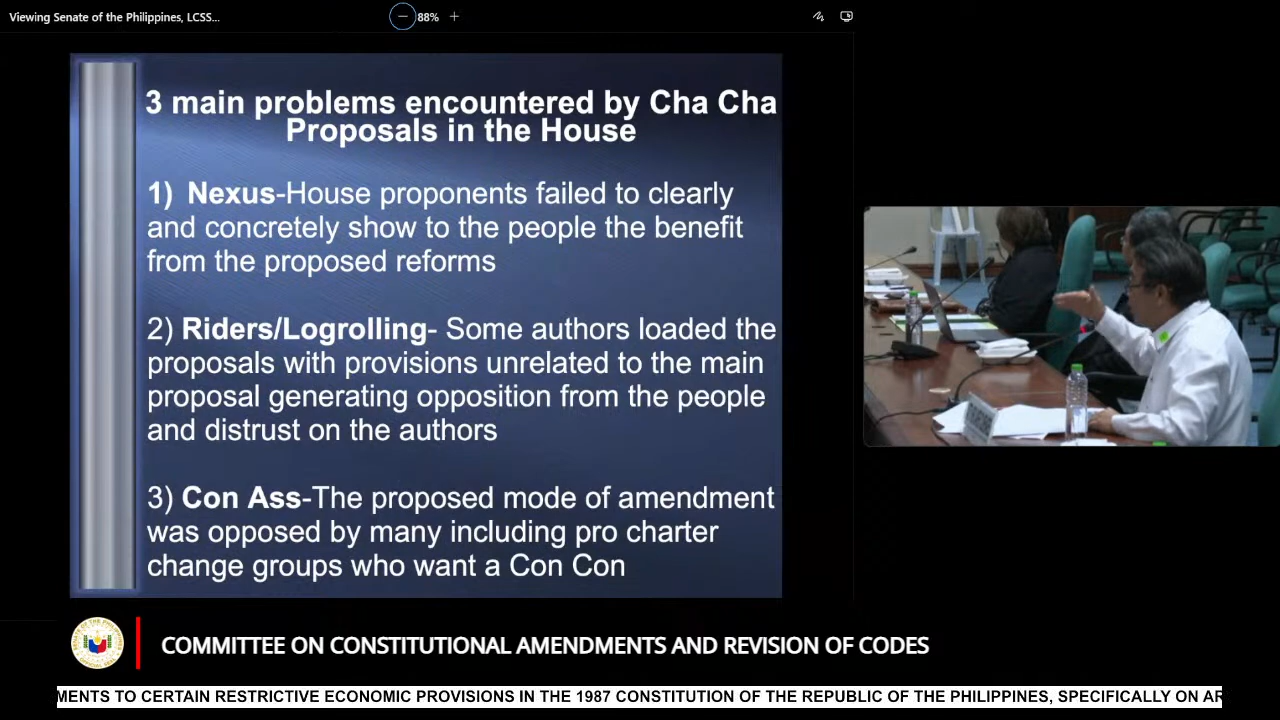 Viewing Senate of the Philippines, LCSS...
88%
3 main problems encountered by Cha Cha
Proposals in the House
1) Nexus-House proponents failed to clearly
and concretely show to the people the benefit
from the proposed reforms
2) Riders/Logrolling- Some authors loaded the
proposals with provisions unrelated to the main
proposal generating opposition from the people
and distrust on the authors
3) Con Ass-The proposed mode of amendment
was opposed by many including pro charter
change groups who want a Con Con
COMMITTEE ON CONSTITUTIONAL AMENDMENTS AND REVISION OF CODES
MENTS TO CERTAIN RESTRICTIVE ECONOMIC PROVISIONS IN THE 1987 CONSTITUTION OF THE REPUBLIC OF THE PHILIPPINES, SPECIFICALLY ON AR